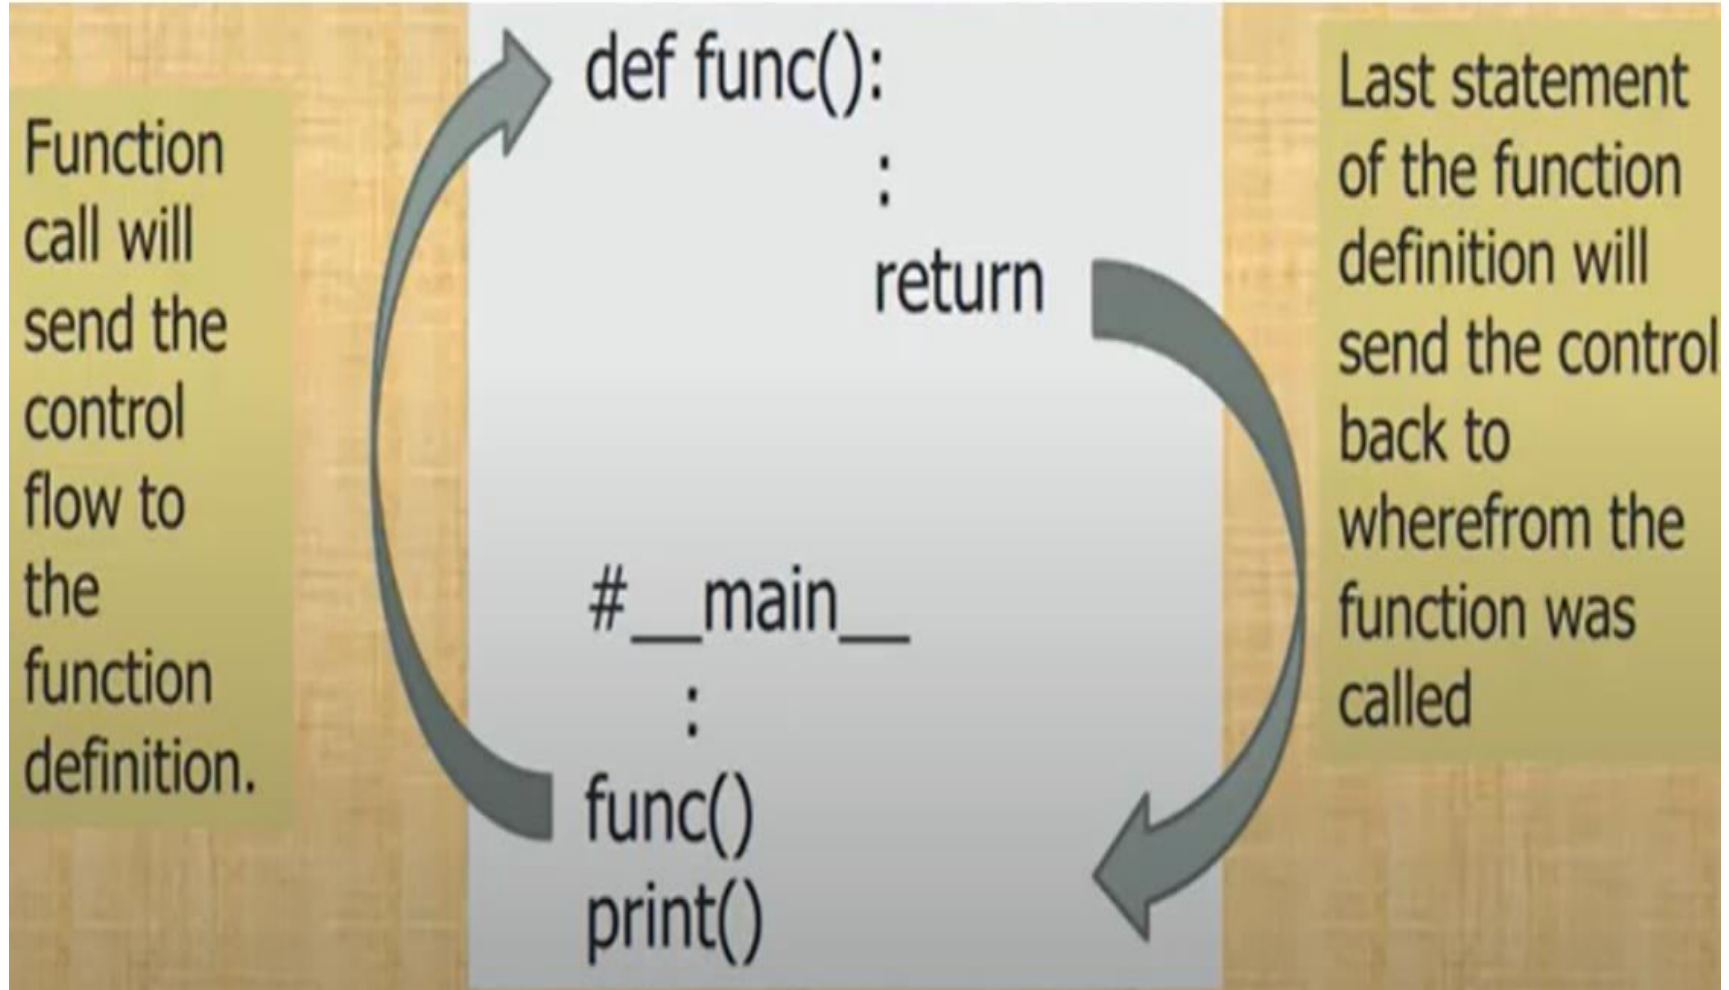 Function
call will
send the
control
flow to
the
function
definition.
def func():
:
return
#__main__
:
func()
print()
Last statement
of the function
definition will
send the control
back to
wherefrom the
function was
called